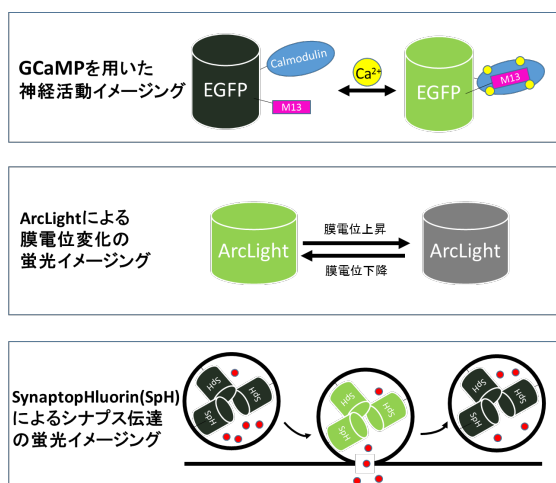 GCaMPを用いた
神経活動イメージング
EGFP
Calmodulin
M13
Ca²⁺
EGFP
M13
ArcLightによる
膜電位変化の
蛍光イメージング
ArcLight
膜電位上昇
膜電位下降
ArcLight
SynaptopHluorin(SpH)
によるシナプス伝達
の蛍光イメージング
SpH
SpH
SpH
SpH
SpH
SpH
SpH
SpH
SpH